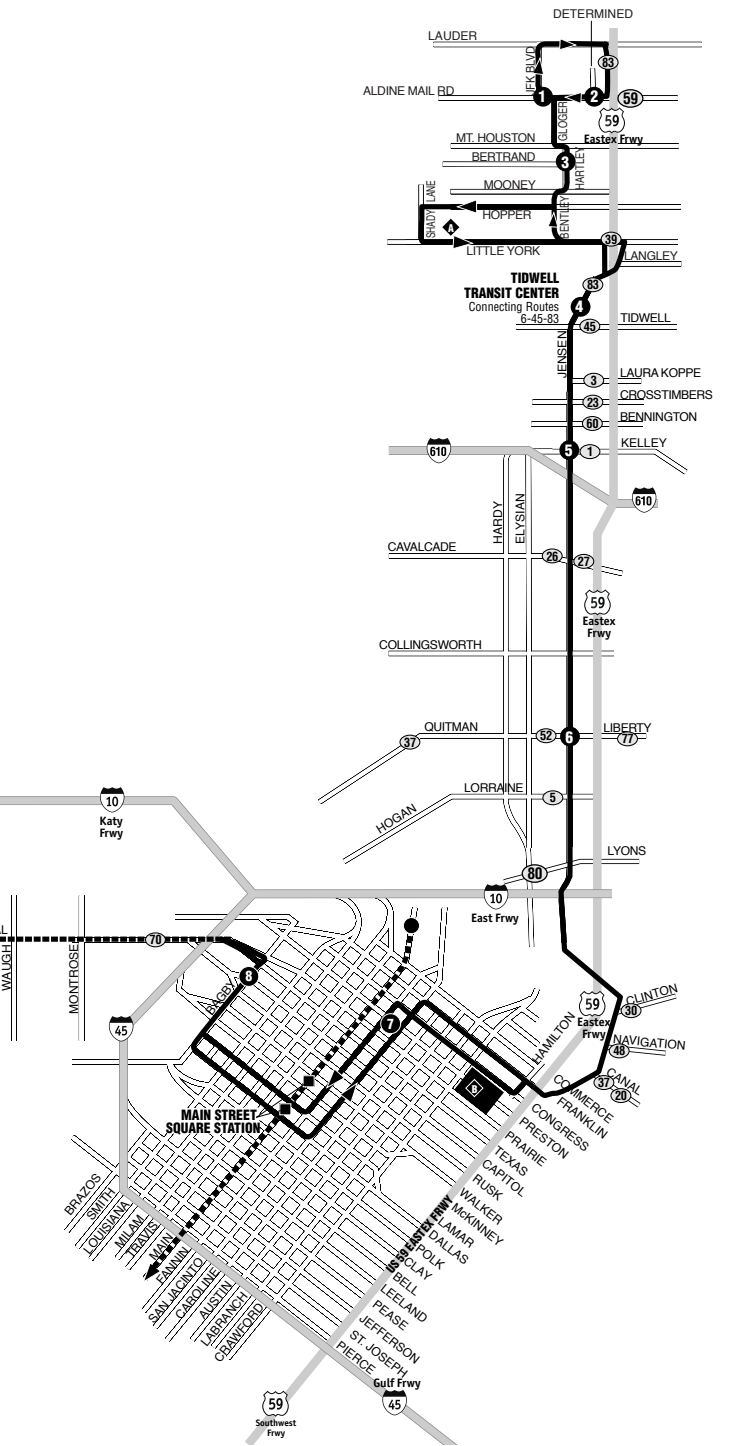 DETERMINED
LAUDER
JFK BLVD
83
ALDINE MAIL RD
1
2
59
GLOGER
59
Eastex Frwy
MT. HOUSTON
BERTRAND
3
HARTLEY
MOONEY
SHADY LANE
HOPPER
BENTLEY
A
LITTLE YORK
39
LANGLEY
TIDWELL
TRANSIT CENTER
Connecting Routes
6-45-83
83
4
45
TIDWELL
JENSEN
3
LAURA KOPPE
23
CROSSTIMBERS
60
BENNINGTON
610
5
1
KELLEY
610
HARDY
ELYSIAN
CAVALCADE
26
27
59
Eastex
Frwy
COLLINGSWORTH
QUITMAN
37
52
6
LIBERTY
77
10
Katy
Frwy
LORRAINE
5
HOGAN
LYONS
80
10
East Frwy
AL
WAUGH
MONTROSE
70
8
BAGBY
7
45
59
Eastex
Frwy
CLINTON
30
HAMILTON
NAVIGATION
48
CANAL
37
20
B
MAIN STREET
SQUARE STATION
COMMERCE
FRANKLIN
CONGRESS
PRESTON
PRAIRIE
TEXAS
CAPITOL
RUSK
WALKER
McKINNEY
LAMAR
DALLAS
POLK
CLAY
BELL
LEELAND
PEASE
JEFFERSON
ST. JOSEPH
PIERCE
US 59 EASTEX FRWY
BRAZOS
SMITH
LOUISIANA
MILAM
TRAVIS
MAIN
FANNIN
SAN JACINTO
CAROLINE
AUSTIN
LABRANCH
CRAWFORD
Gulf Frwy
45
59
Southwest
Frwy